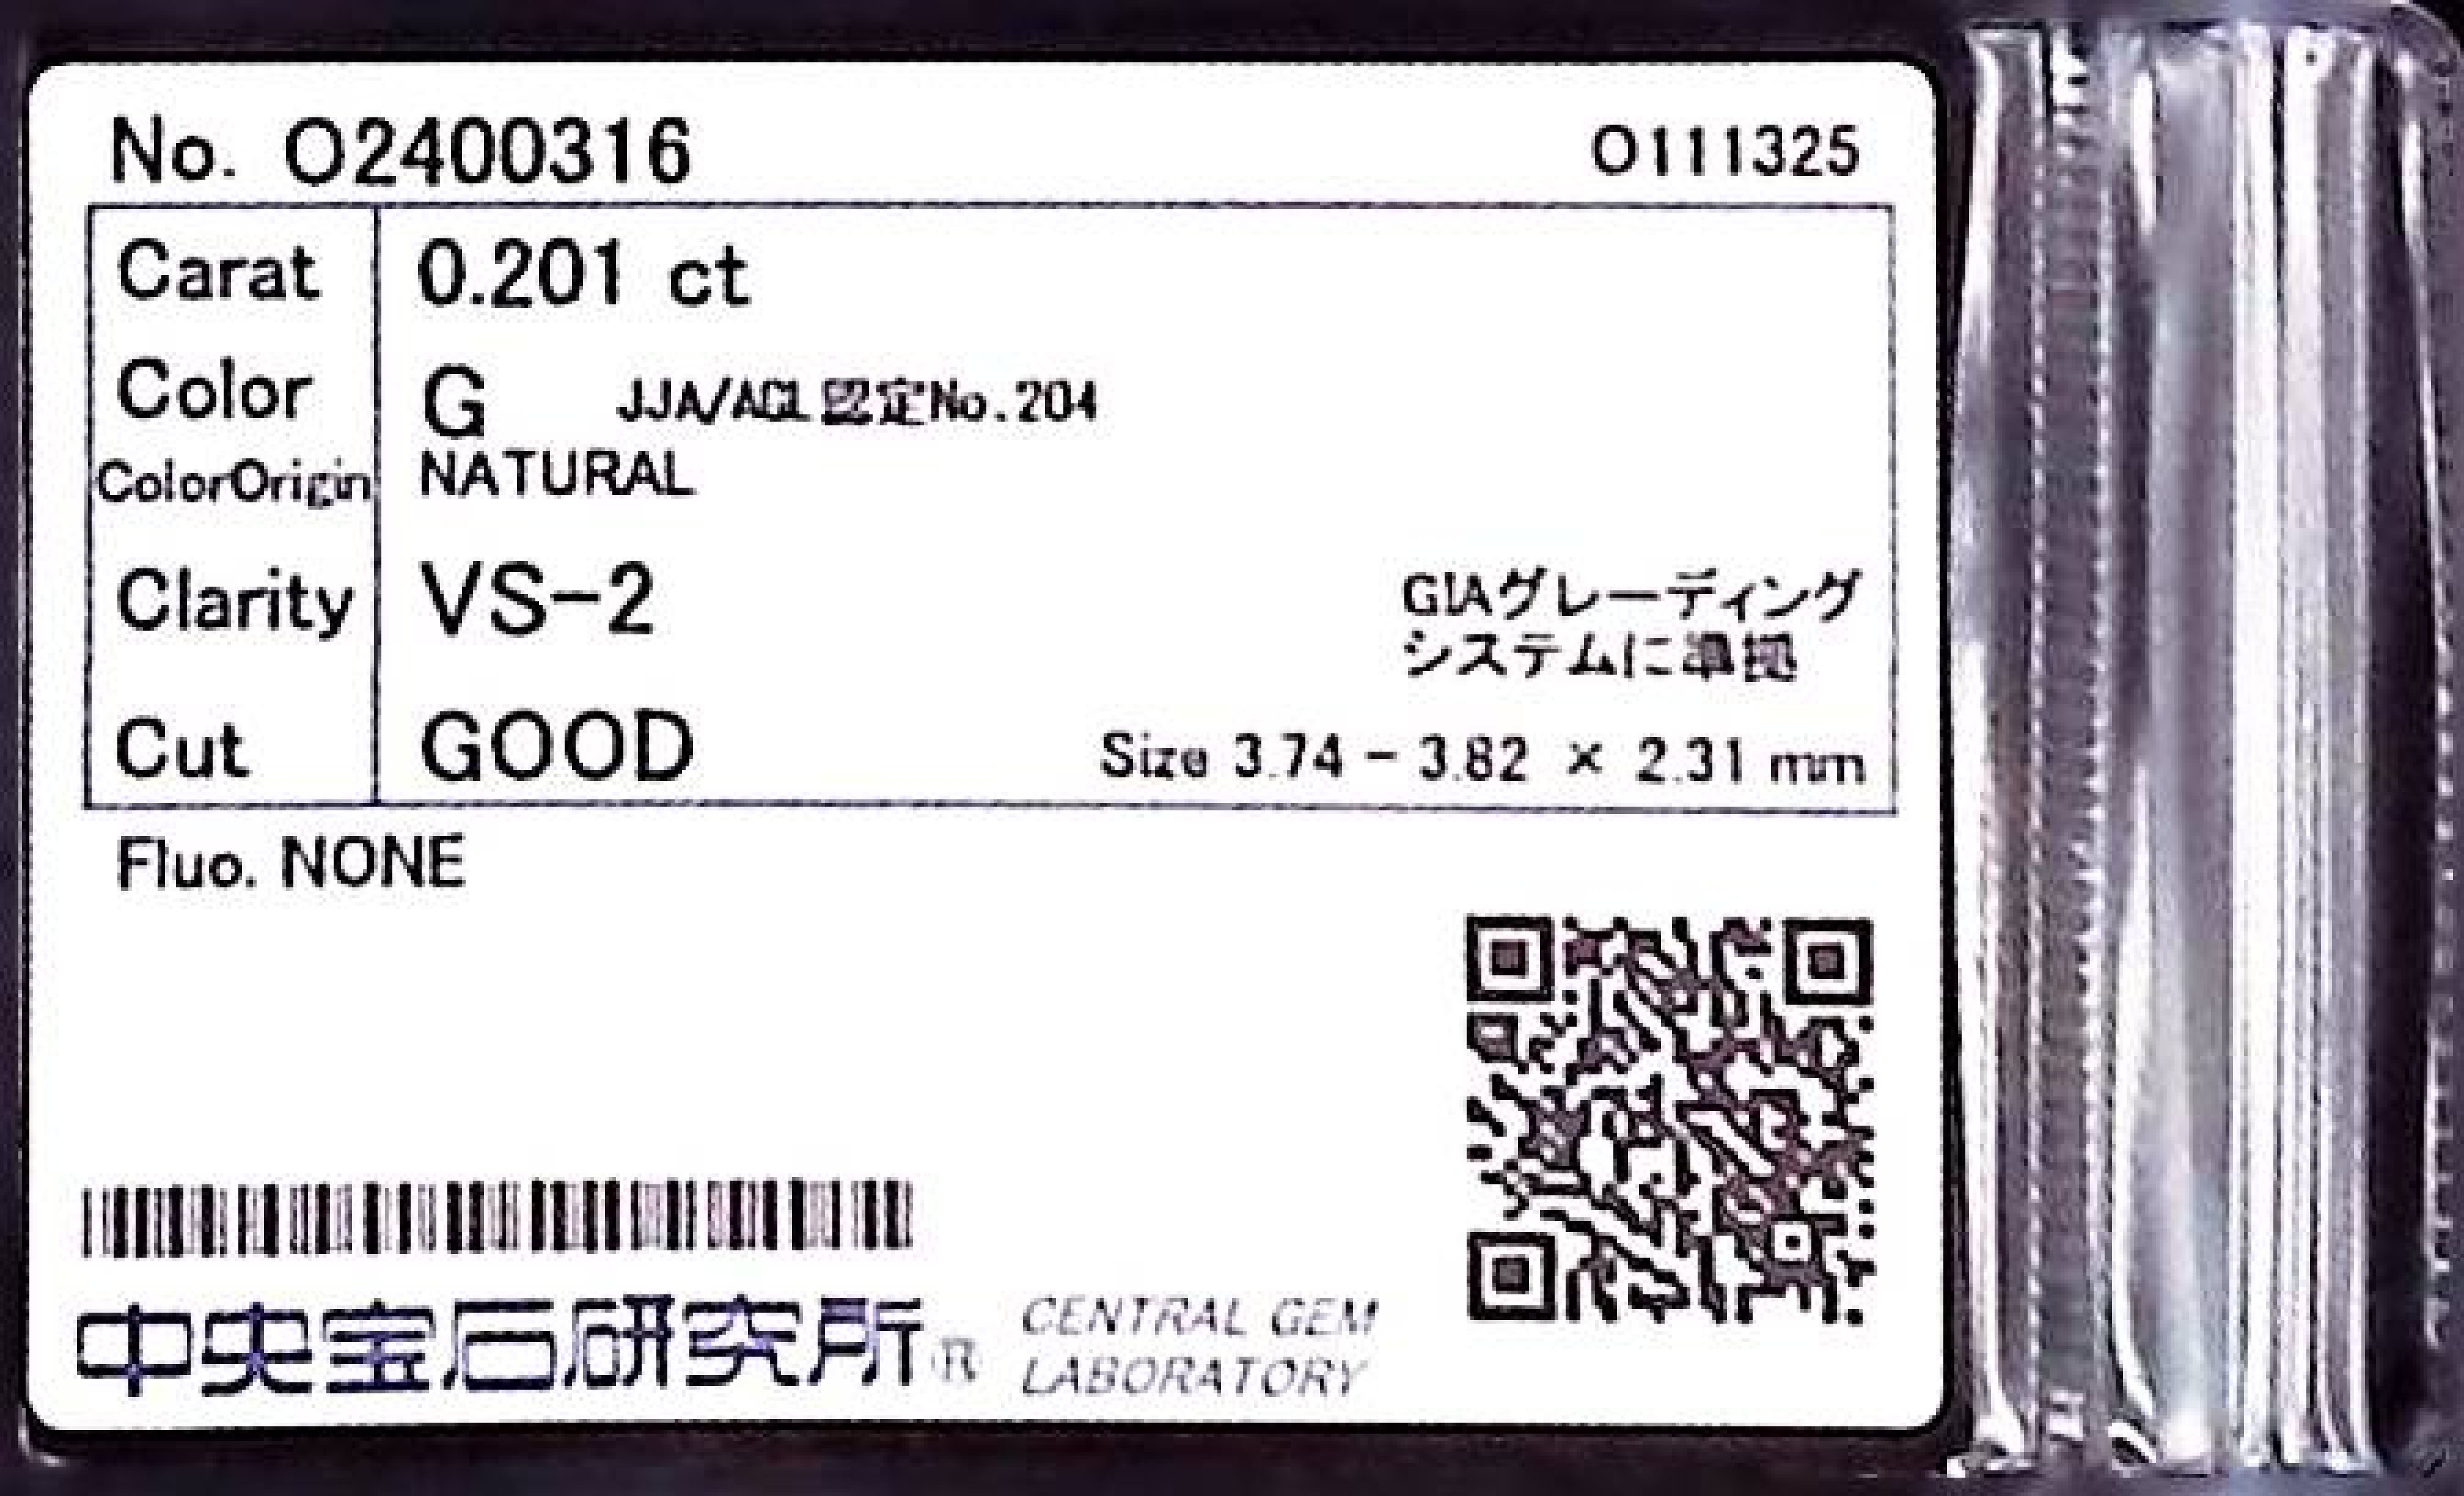 No. O2400316 O111325
Carat 0.201 ct
Color G JJA/AGL認定No.204
ColorOrigin NATURAL
Clarity VS-2
GIAグレーディング
システムに準拠
Cut GOOD Size 3.74 - 3.82 × 2.31 mm
Fluo. NONE
中央宝石研究所® CENTRAL GEM
LABORATORY